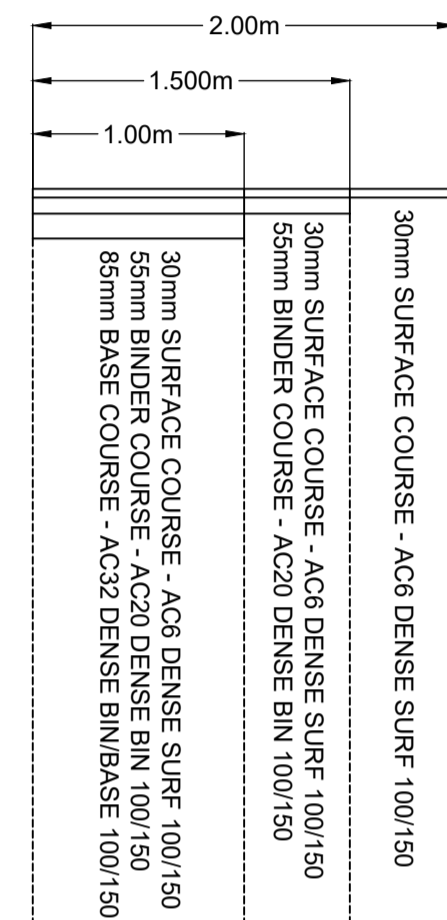 2.00m
1.500m
1.00m
30mm SURFACE COURSE - AC6 DENSE SURF 100/150
55mm BINDER COURSE - AC20 DENSE BIN 100/150
85mm BASE COURSE - AC32 DENSE BIN/BASE 100/150
30mm SURFACE COURSE - AC6 DENSE SURF 100/150
55mm BINDER COURSE - AC20 DENSE BIN 100/150
30mm SURFACE COURSE - AC6 DENSE SURF 100/150